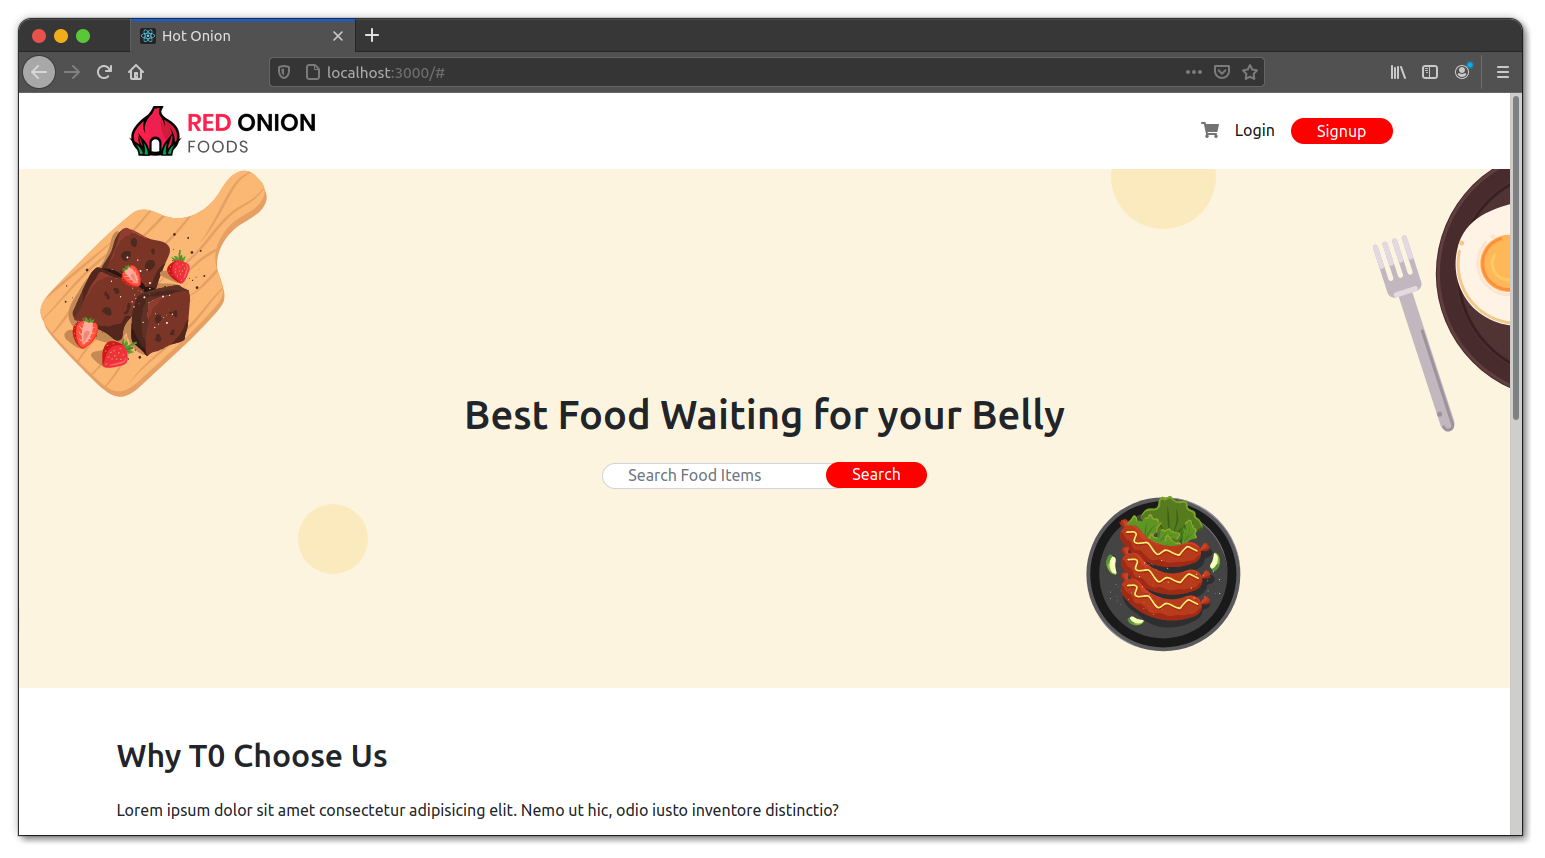 Hot Onion
localhost:3000/#
RED ONION
FOODS
Login
Signup
Best Food Waiting for your Belly
Search Food Items
Search
Why T0 Choose Us
Lorem ipsum dolor sit amet consectetur adipisicing elit. Nemo ut hic, odio iusto inventore distinctio?